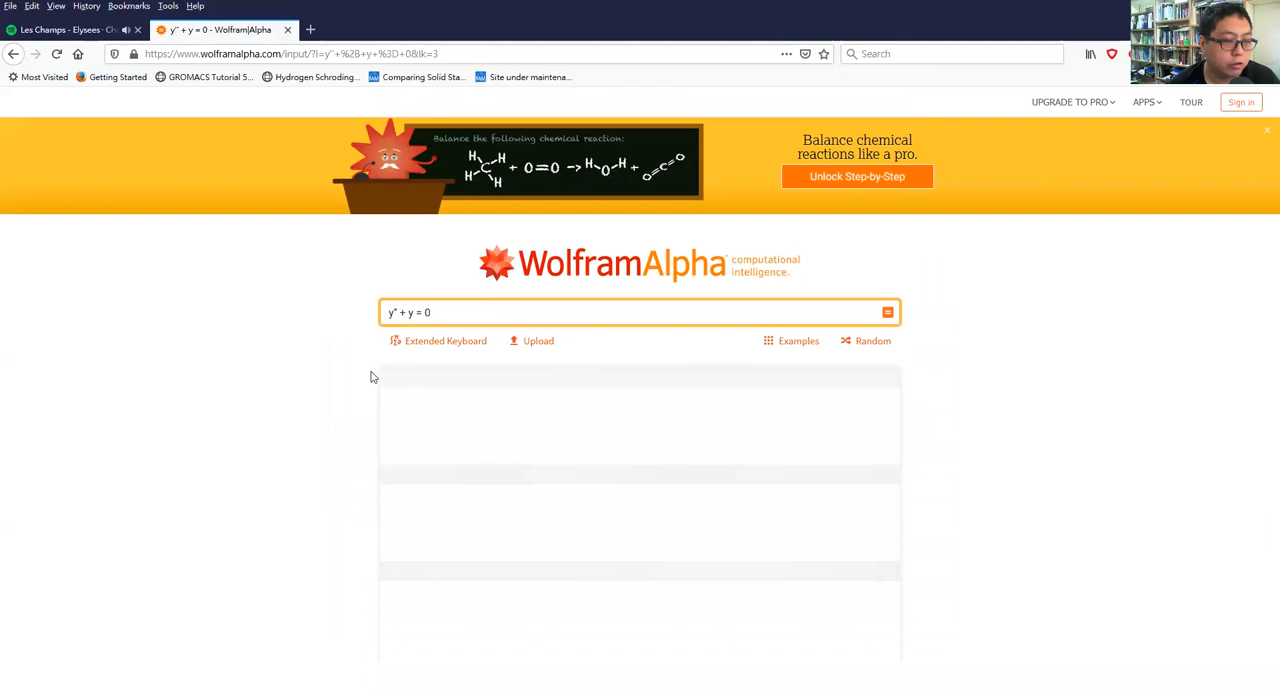 File Edit View History Bookmarks Tools Help
Les Champs - Elysees · Ch
y'' + y = 0 - Wolfram|Alpha
https://www.wolframalpha.com/input/?i=y''+%2B+y+%3D+0&lk=3
Search
Most Visited Getting Started GROMACS Tutorial 5... Hydrogen Schroding... Comparing Solid Sta... Site under maintena...
UPGRADE TO PRO APPS TOUR Sign in
Balance the following chemical reaction:
H H C H H + O=O → H O H + O C O
Balance chemical
reactions like a pro.
Unlock Step-by-Step
WolframAlpha computational
intelligence.
y'' + y = 0
Extended Keyboard Upload Examples Random